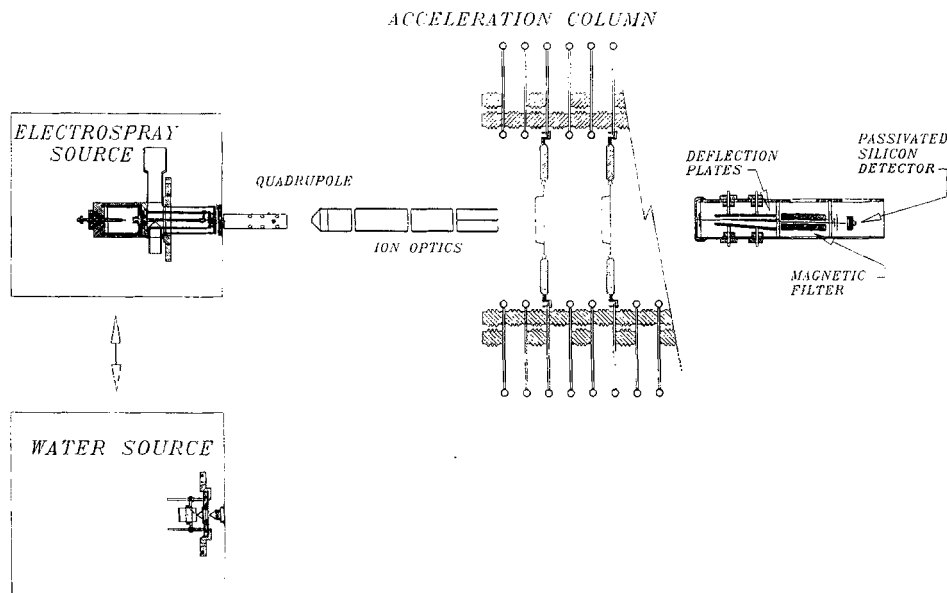 ACCELERATION COLUMN
ELECTROSPRAY
SOURCE
QUADRUPOLE
ION OPTICS
DEFLECTION
PLATES
PASSIVATED
SILICON
DETECTOR
MAGNETIC
FILTER
WATER SOURCE